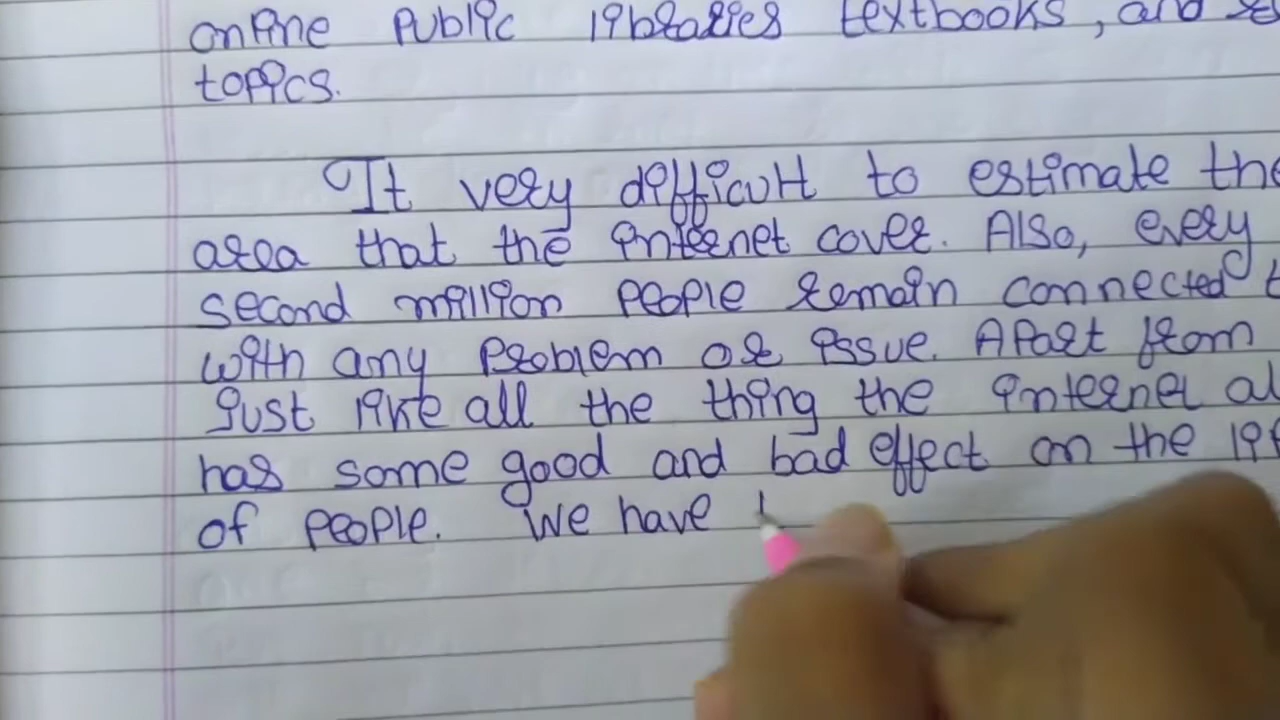 online public libraries textbooks, and
topics.
It very difficult to estimate the
area that the internet cover. Also, every
second million people remain connected
with any problem or issue. Apart from
just like all the thing the internet
has some good and bad effect on the
of people. We have